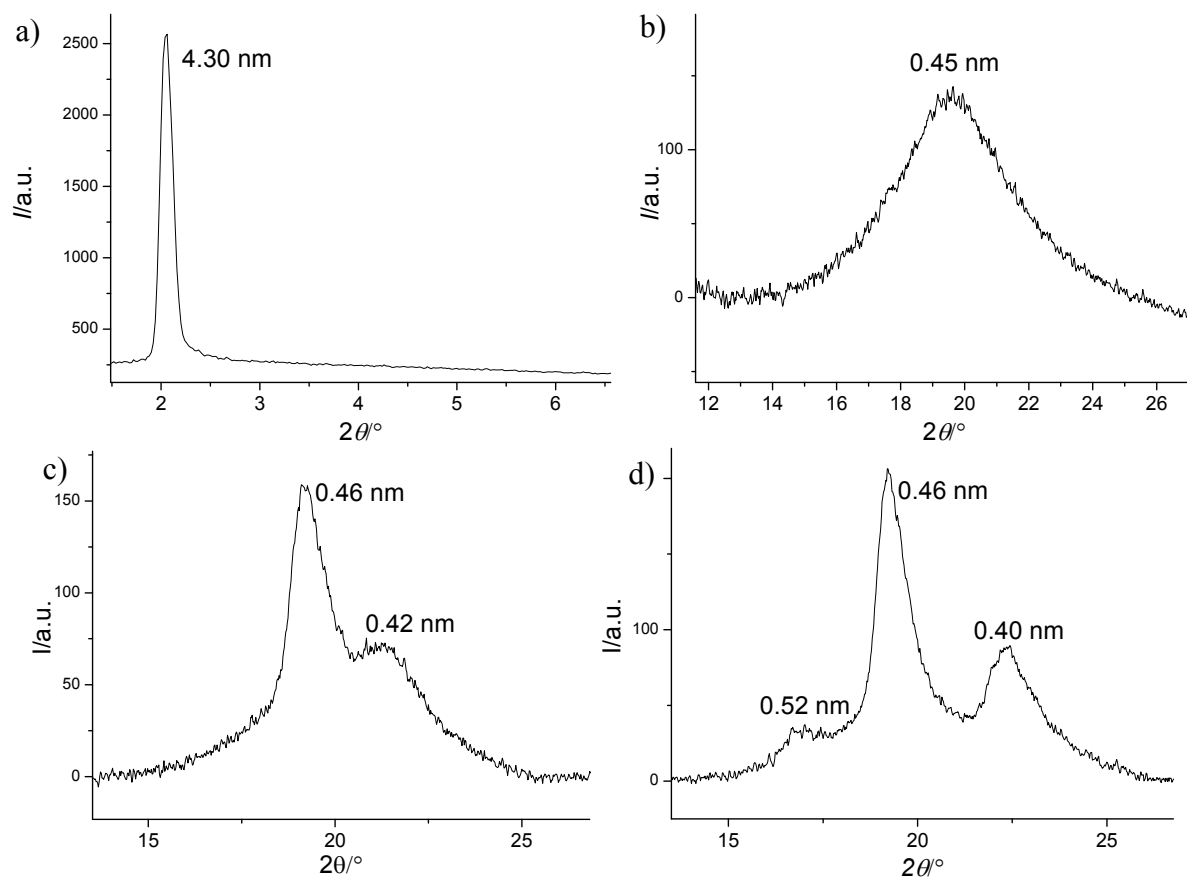 a)
4.30 nm
2500
2000
1500
1000
500
I/a.u.
2 3 4 5 6
2θ/°
b)
0.45 nm
100
0
I/a.u.
12 14 16 18 20 22 24 26
2θ/°
c)
0.46 nm
0.42 nm
150
100
50
0
I/a.u.
15 20 25
2θ/°
d)
0.46 nm
0.40 nm
0.52 nm
100
0
I/a.u.
15 20 25
2θ/°